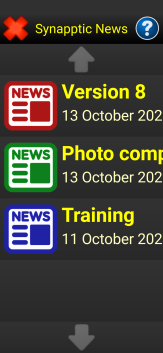 Synapptic News ?
NEWS Version 8
13 October 202
NEWS Photo comp
13 October 202
NEWS Training
11 October 202